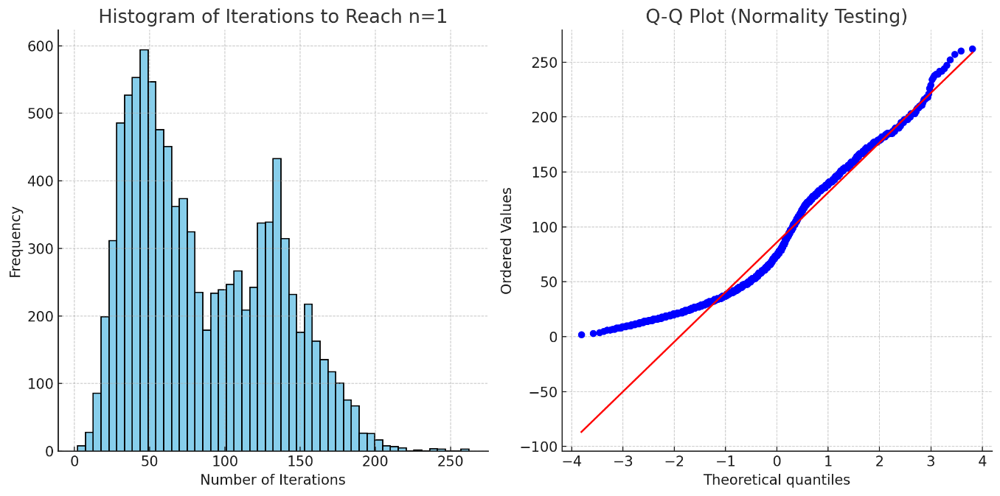 Histogram of Iterations to Reach n=1
600
500
400
300
200
100
0
Frequency
0 50 100 150 200 250
Number of Iterations
Q-Q Plot (Normality Testing)
250
200
150
100
50
0
−50
−100
Ordered Values
−4 −3 −2 −1 0 1 2 3 4
Theoretical quantiles